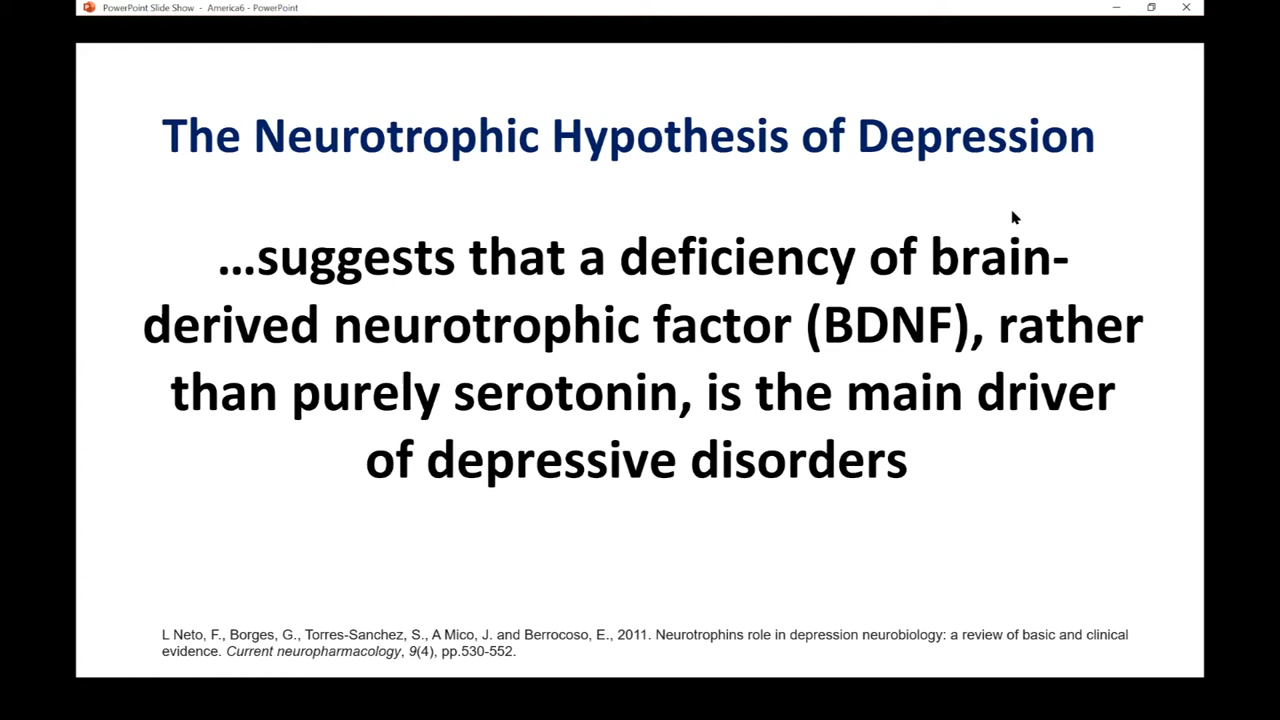 PowerPoint Slide Show - America6 - PowerPoint
The Neurotrophic Hypothesis of Depression
...suggests that a deficiency of brain-
derived neurotrophic factor (BDNF), rather
than purely serotonin, is the main driver
of depressive disorders
L Neto, F., Borges, G., Torres-Sanchez, S., A Mico, J. and Berrocoso, E., 2011. Neurotrophins role in depression neurobiology: a review of basic and clinical
evidence. Current neuropharmacology, 9(4), pp.530-552.